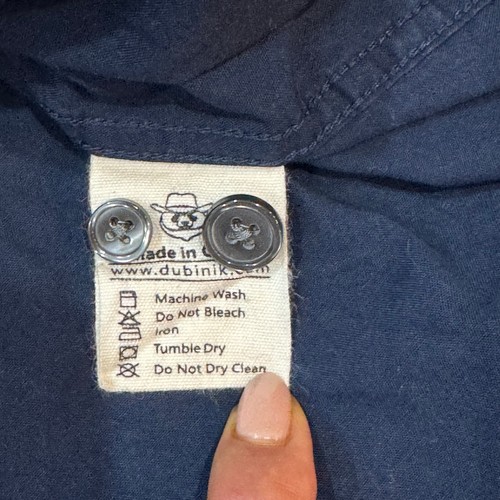 Made in
www.dubinik.com
Machine Wash
Do Not Bleach
Iron
Tumble Dry
Do Not Dry Clean